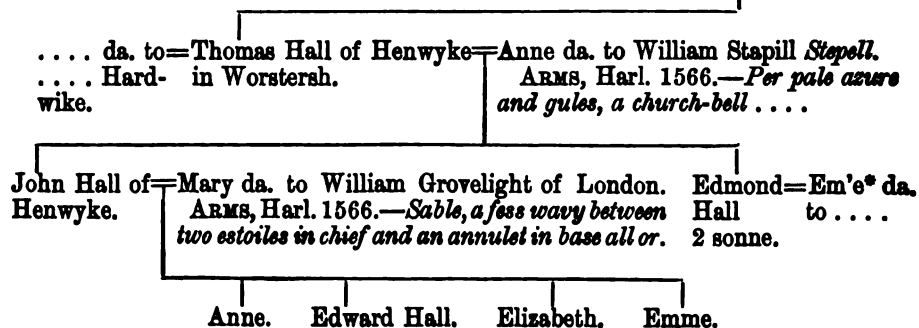 . . . . da. to=Thomas Hall of Henwyke=Anne da. to William Stapill Stepell.
. . . . Hard- in Worstersh. ARMS, Harl. 1566.—Per pale azure
wike. and gules, a church-bell . . . .
John Hall of=Mary da. to William Grovelight of London. Edmond=Em'e* da.
Henwyke. ARMS, Harl. 1566.—Sable, a fess wavy between Hall to . . . .
two estoiles in chief and an annulet in base all or. 2 sonne.
Anne. Edward Hall. Elizabeth. Emme.